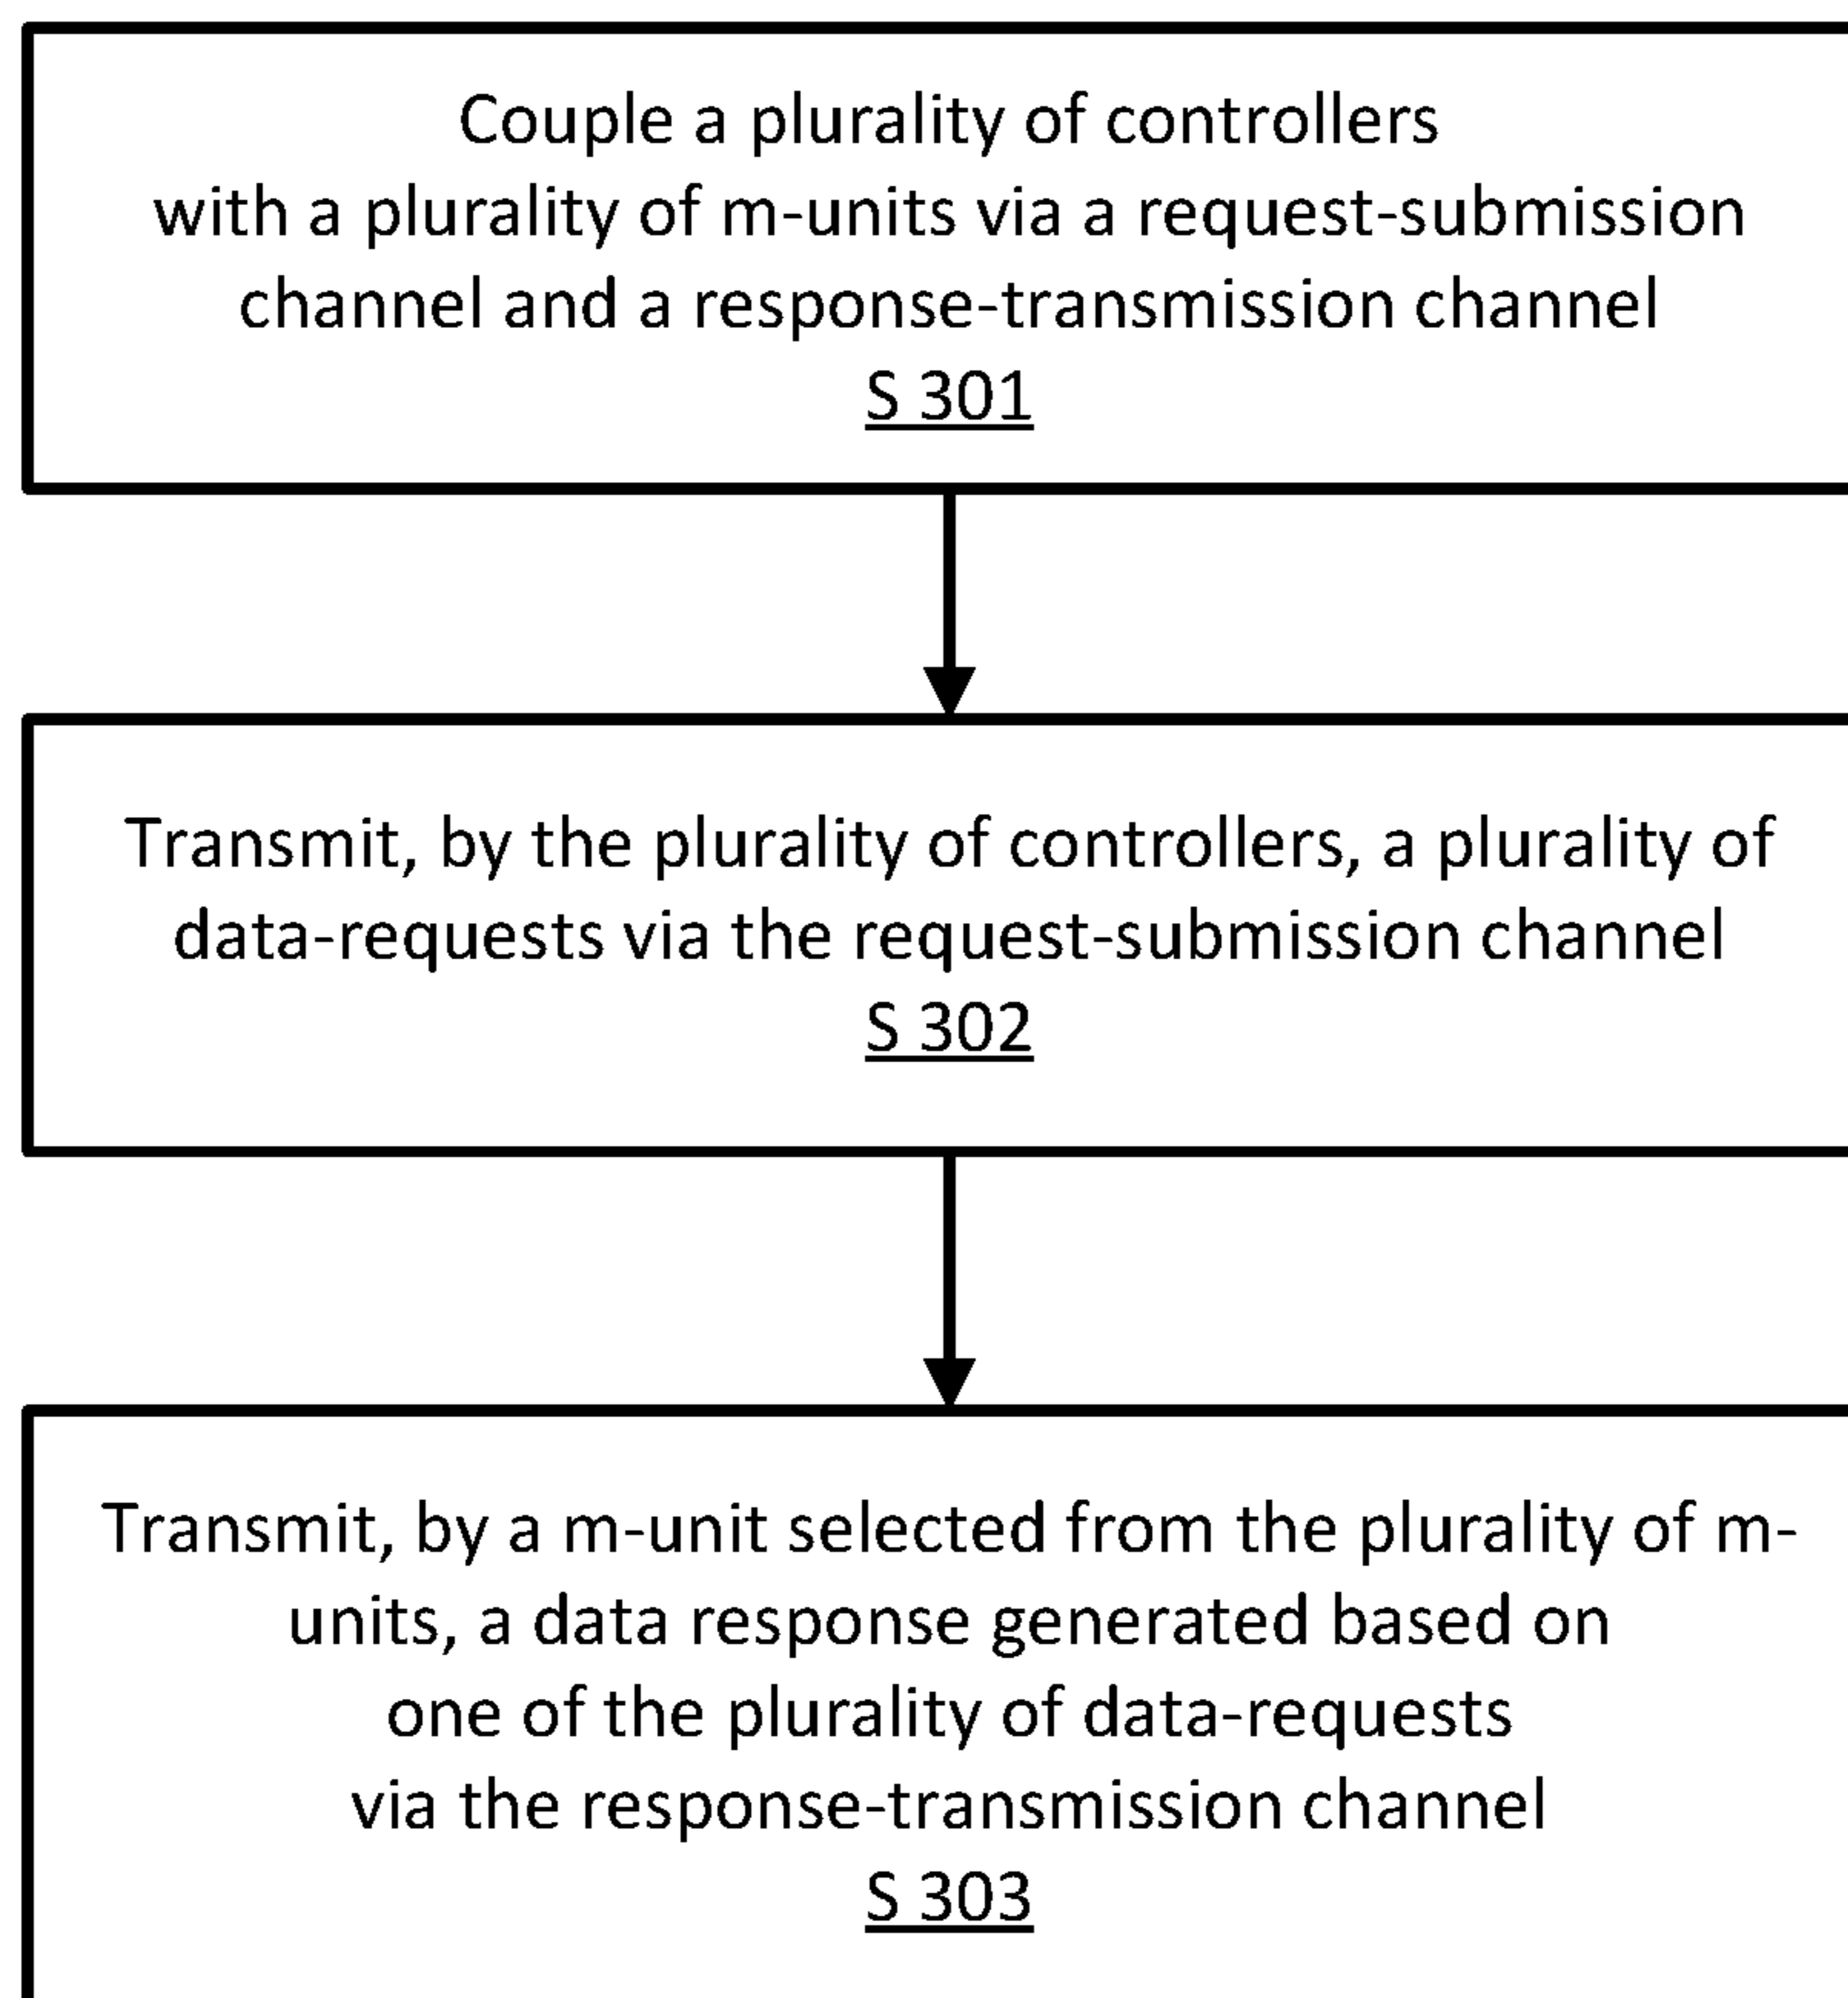 Couple a plurality of controllers
with a plurality of m-units via a request-submission
channel and a response-transmission channel
S 301
Transmit, by the plurality of controllers, a plurality of
data-requests via the request-submission channel
S 302
Transmit, by a m-unit selected from the plurality of m-
units, a data response generated based on
one of the plurality of data-requests
via the response-transmission channel
S 303